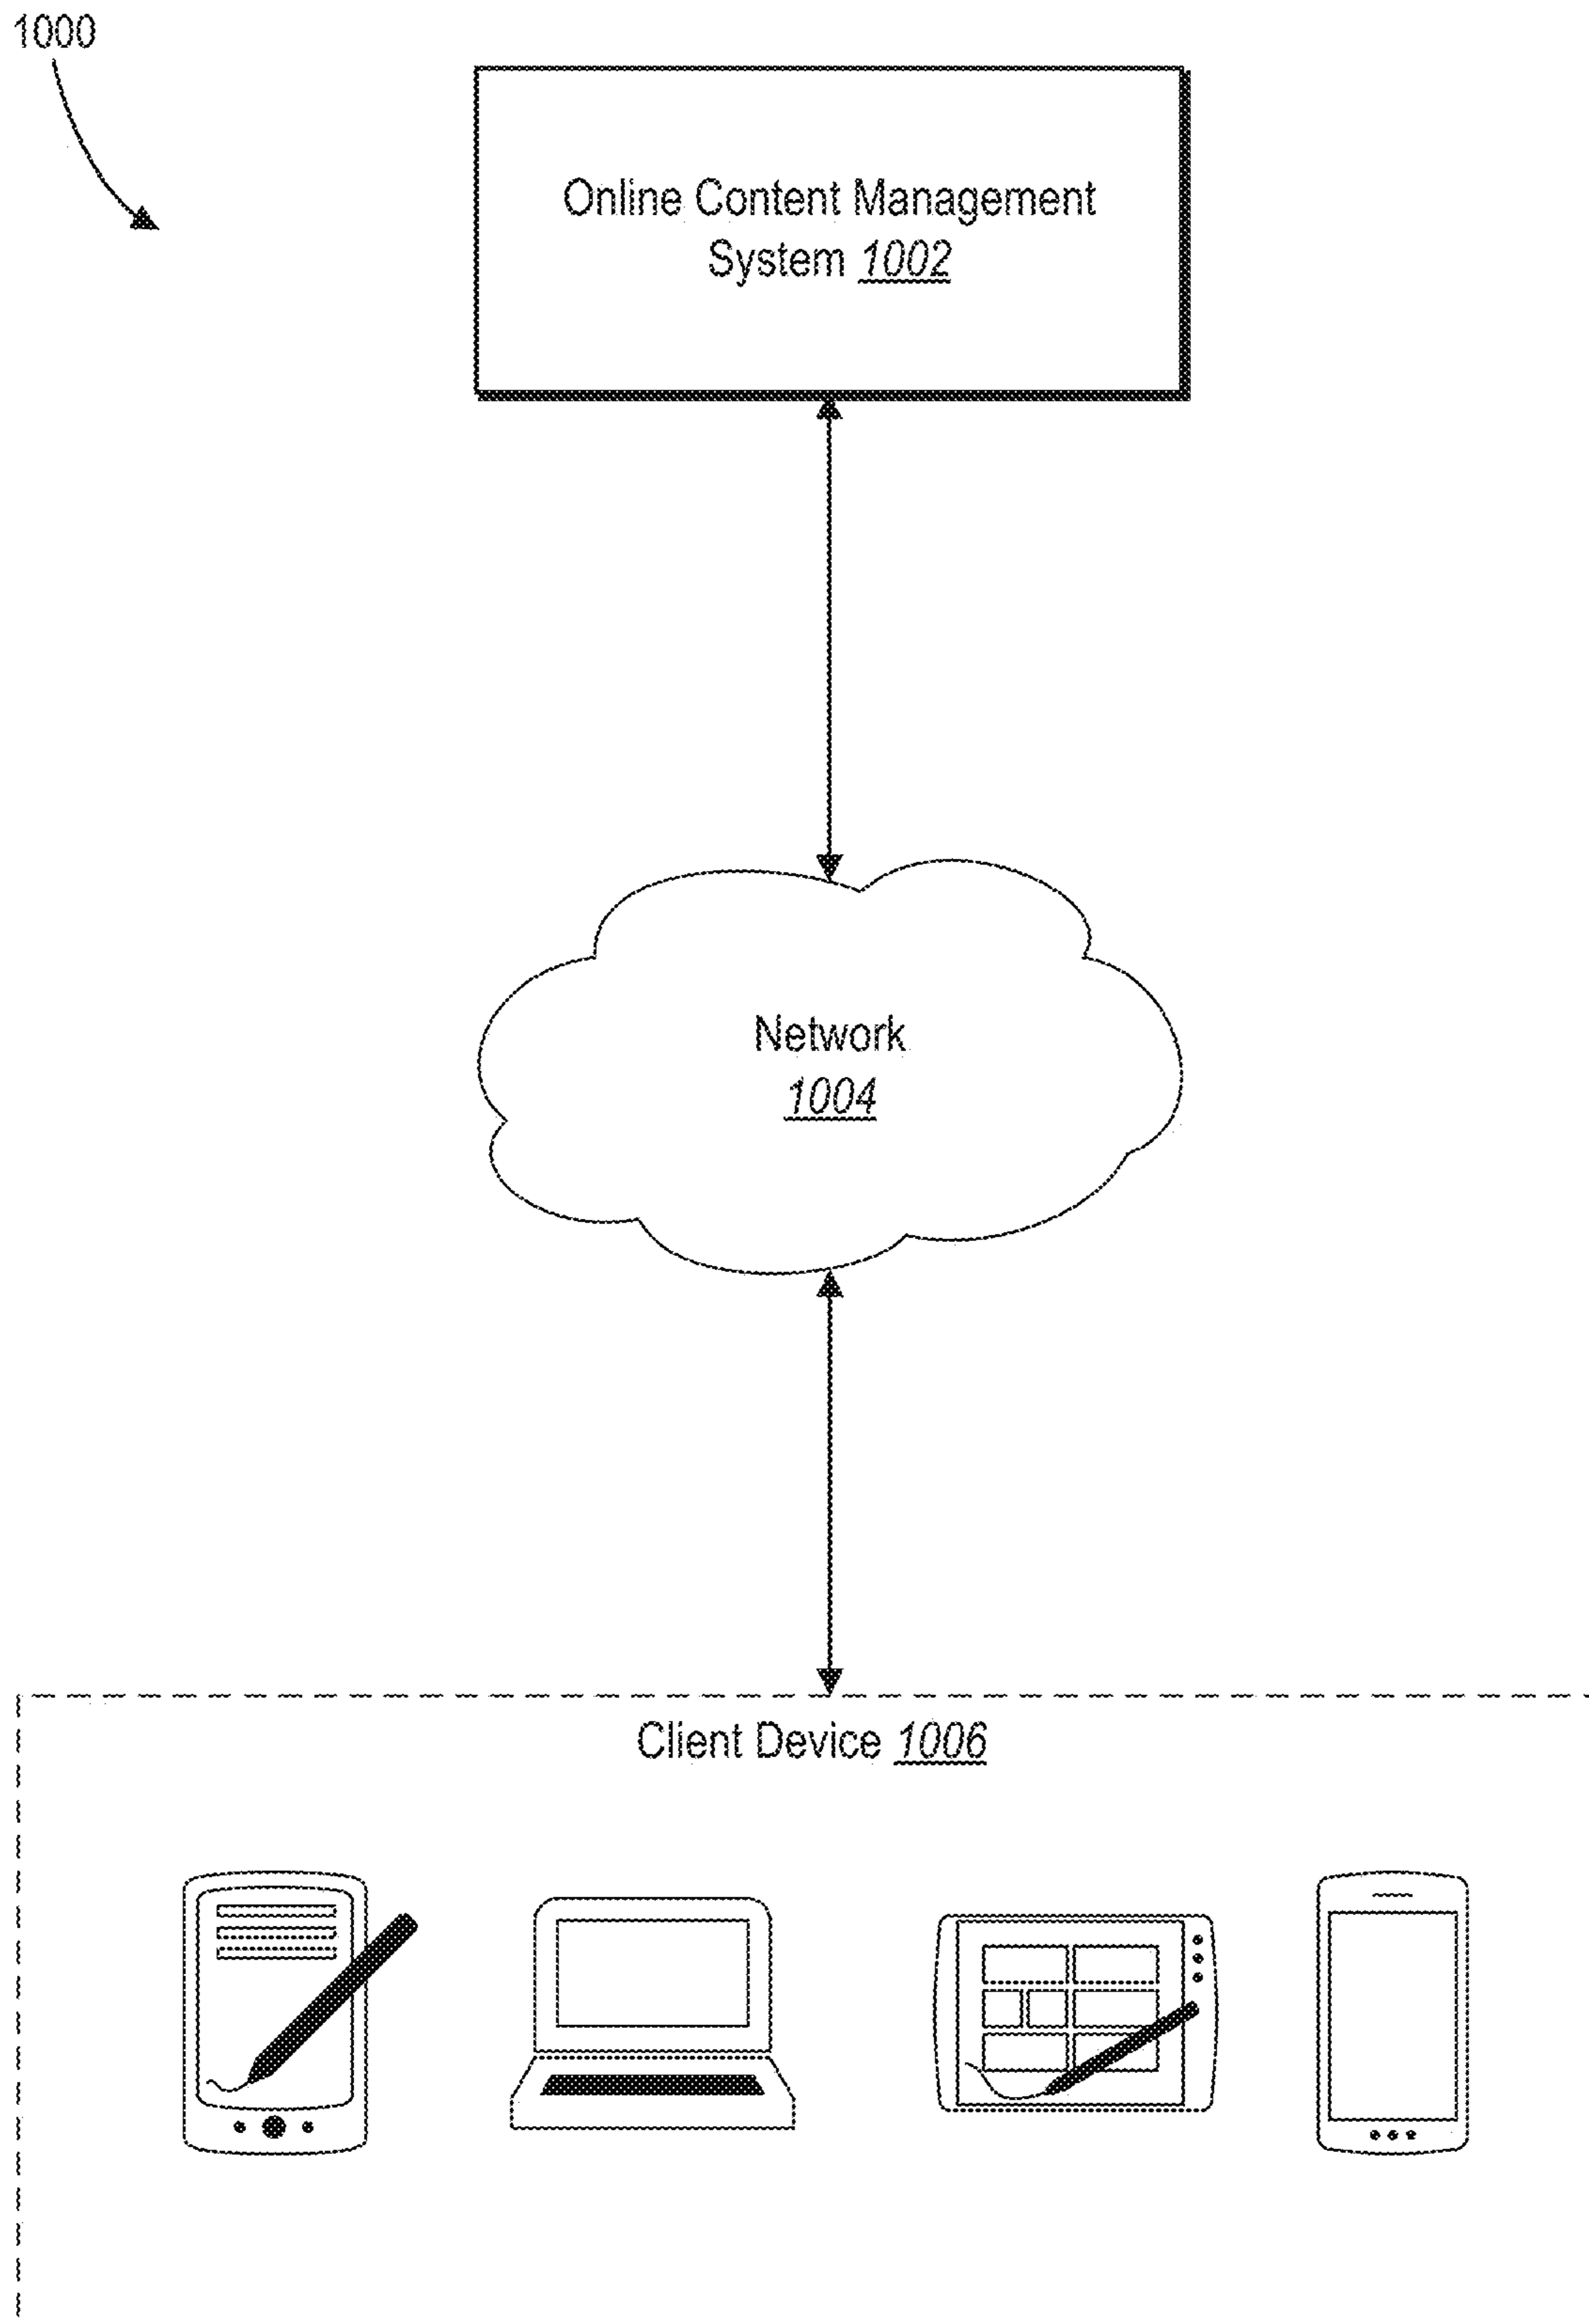 1000
Online Content Management
System 1002
Network
1004
Client Device 1006